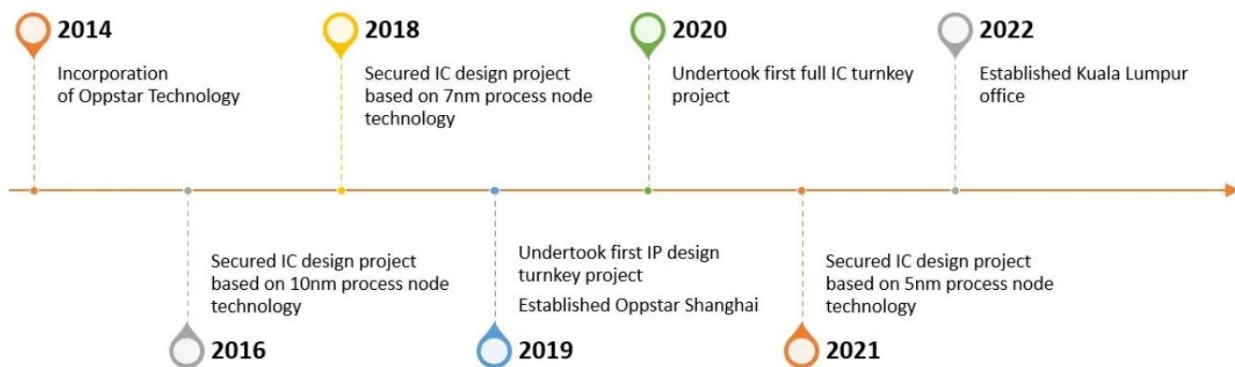 2014
Incorporation
of Oppstar Technology
2018
Secured IC design project
based on 7nm process node
technology
2020
Undertook first full IC turnkey
project
2022
Established Kuala Lumpur
office
Secured IC design project
based on 10nm process node
technology
2016
Undertook first IP design
turnkey project
Established Oppstar Shanghai
2019
Secured IC design project
based on 5nm process node
technology
2021